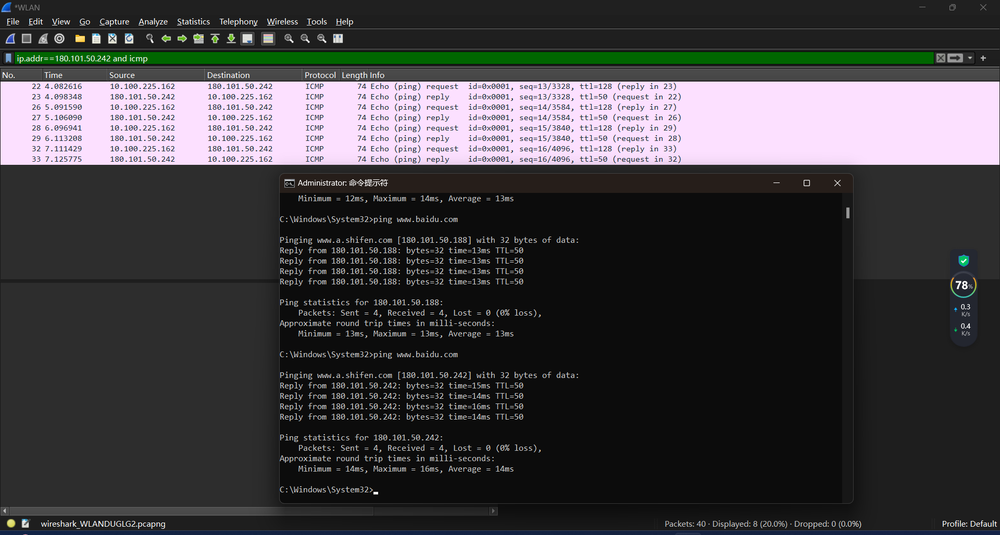 *WLAN
File Edit View Go Capture Analyze Statistics Telephony Wireless Tools Help
ip.addr==180.101.50.242 and icmp
No. Time Source Destination Protocol Length Info
22 4.082616 10.100.225.162 180.101.50.242 ICMP 74 Echo (ping) request id=0x0001, seq=13/3328, ttl=128 (reply in 23)
23 4.098348 180.101.50.242 10.100.225.162 ICMP 74 Echo (ping) reply id=0x0001, seq=13/3328, ttl=50 (request in 22)
26 5.091590 10.100.225.162 180.101.50.242 ICMP 74 Echo (ping) request id=0x0001, seq=14/3584, ttl=128 (reply in 27)
27 5.106090 180.101.50.242 10.100.225.162 ICMP 74 Echo (ping) reply id=0x0001, seq=14/3584, ttl=50 (request in 26)
28 6.096941 10.100.225.162 180.101.50.242 ICMP 74 Echo (ping) request id=0x0001, seq=15/3840, ttl=128 (reply in 29)
29 6.113208 180.101.50.242 10.100.225.162 ICMP 74 Echo (ping) reply id=0x0001, seq=15/3840, ttl=50 (request in 28)
32 7.111429 10.100.225.162 180.101.50.242 ICMP 74 Echo (ping) request id=0x0001, seq=16/4096, ttl=128 (reply in 33)
33 7.125775 180.101.50.242 10.100.225.162 ICMP 74 Echo (ping) reply id=0x0001, seq=16/4096, ttl=50 (request in 32)
Administrator: 命令提示符
Minimum = 12ms, Maximum = 14ms, Average = 13ms
C:\Windows\System32>ping www.baidu.com
Pinging www.a.shifen.com [180.101.50.188] with 32 bytes of data:
Reply from 180.101.50.188: bytes=32 time=13ms TTL=50
Reply from 180.101.50.188: bytes=32 time=13ms TTL=50
Reply from 180.101.50.188: bytes=32 time=13ms TTL=50
Reply from 180.101.50.188: bytes=32 time=13ms TTL=50
Ping statistics for 180.101.50.188:
Packets: Sent = 4, Received = 4, Lost = 0 (0% loss),
Approximate round trip times in milli-seconds:
Minimum = 13ms, Maximum = 13ms, Average = 13ms
C:\Windows\System32>ping www.baidu.com
Pinging www.a.shifen.com [180.101.50.242] with 32 bytes of data:
Reply from 180.101.50.242: bytes=32 time=15ms TTL=50
Reply from 180.101.50.242: bytes=32 time=14ms TTL=50
Reply from 180.101.50.242: bytes=32 time=16ms TTL=50
Reply from 180.101.50.242: bytes=32 time=14ms TTL=50
Ping statistics for 180.101.50.242:
Packets: Sent = 4, Received = 4, Lost = 0 (0% loss),
Approximate round trip times in milli-seconds:
Minimum = 14ms, Maximum = 16ms, Average = 14ms
C:\Windows\System32>
78%
0.3
K/s
0.4
K/s
wireshark_WLANDUGLG2.pcapng
Packets: 40 · Displayed: 8 (20.0%) · Dropped: 0 (0.0%)
Profile: Default